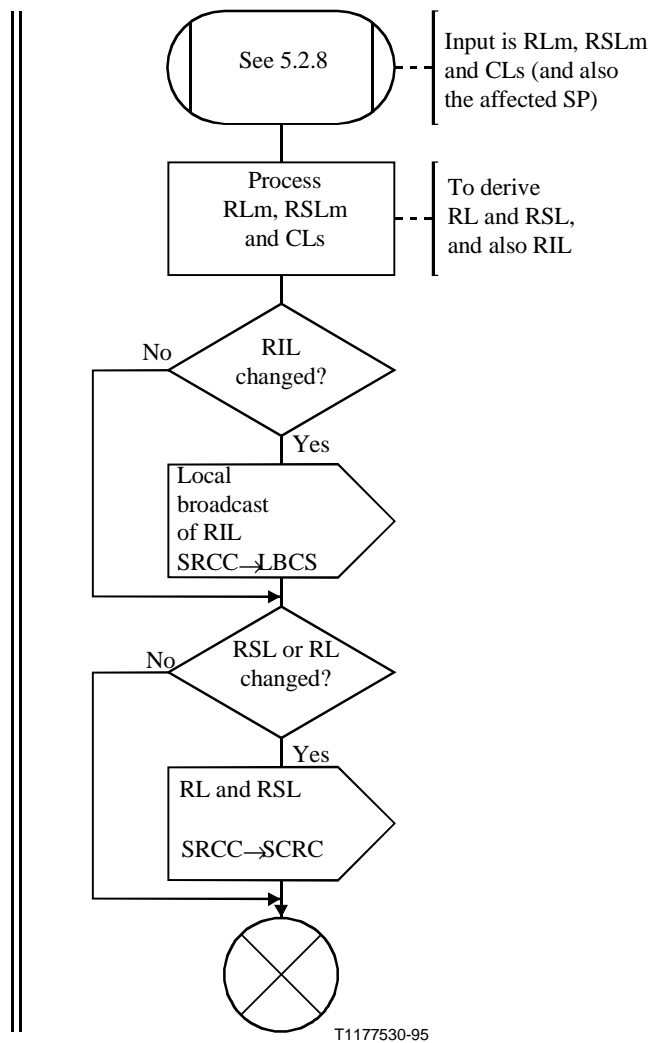 See 5.2.8
Input is RLm, RSLm
and CLs (and also
the affected SP)
Process
RLm, RSLm
and CLs
To derive
RL and RSL,
and also RIL
RIL
changed?
No
Yes
Local
broadcast
of RIL
SRCC→LBCS
RSL or RL
changed?
No
Yes
RL and RSL
SRCC→SCRC
T1177530-95